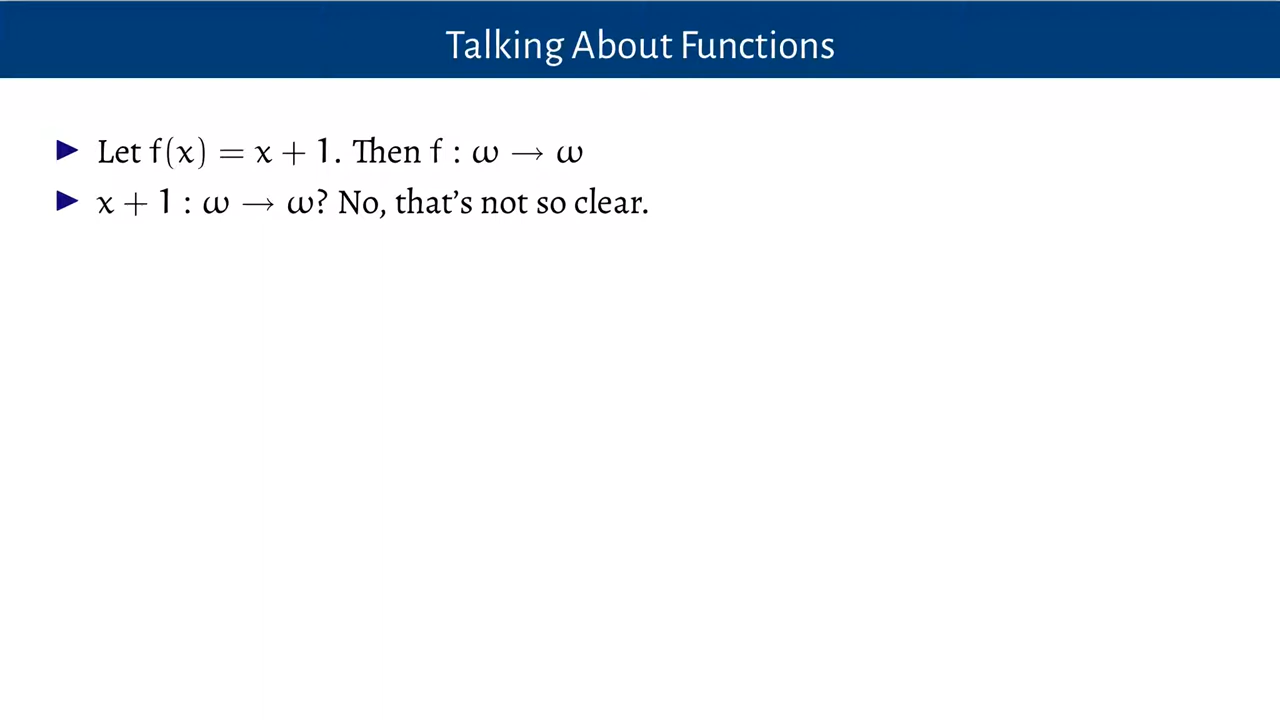 Talking About Functions
▶ Let f(x) = x + 1. Then f : ω → ω
▶ x + 1 : ω → ω? No, that's not so clear.